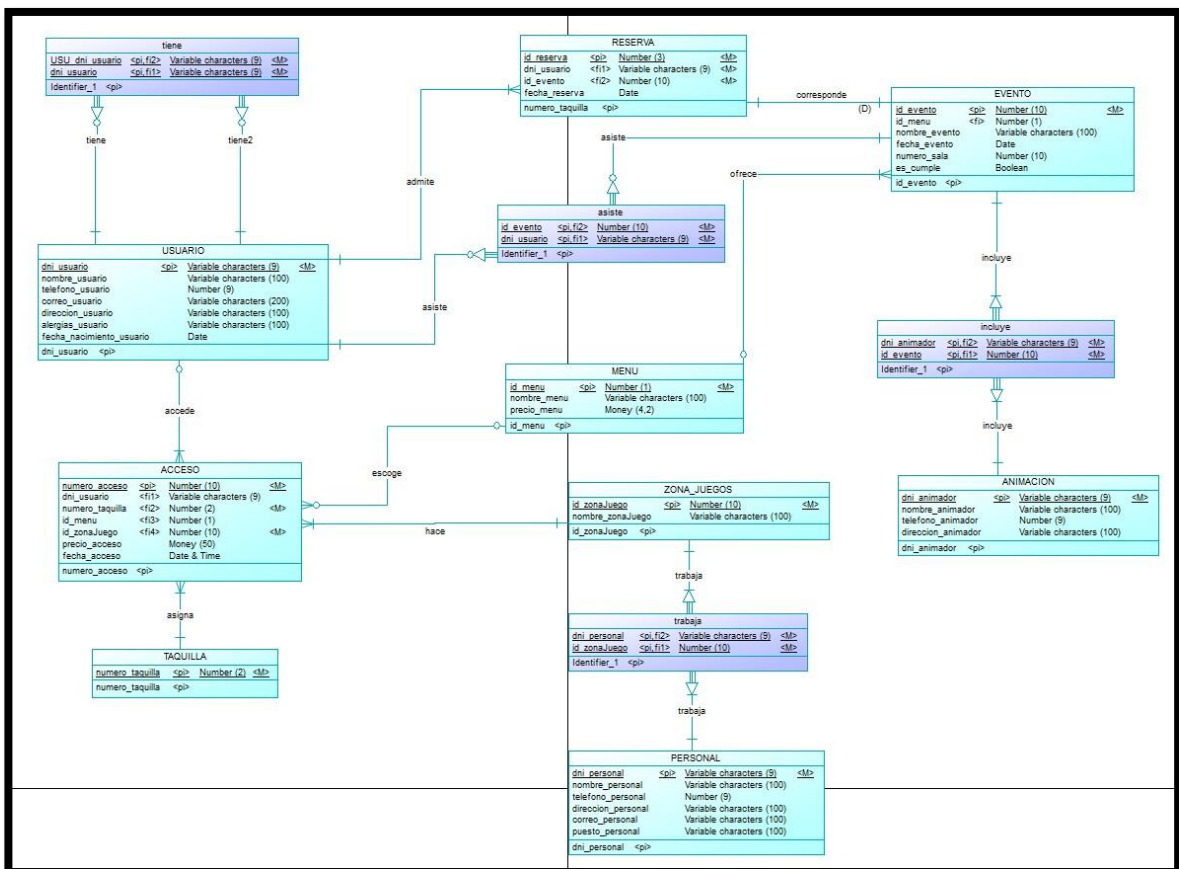 tiene
USU_dni_usuario <pi,fi2> Variable characters (9) <M>
dni_usuario <pi,fi1> Variable characters (9) <M>
Identifier_1 <pi>
tiene
tiene2
RESERVA
id_reserva <pi> Number (3) <M>
dni_usuario <fi1> Variable characters (9) <M>
id_evento <fi2> Number (10) <M>
fecha_reserva Date
numero_taquilla <pi>
corresponde
(D)
EVENTO
id_evento <pi> Number (10) <M>
id_menu <fi> Number (1)
nombre_evento Variable characters (100)
fecha_evento Date
numero_sala Number (10)
es_cumple Boolean
id_evento <pi>
asiste
ofrece
admite
asiste
id_evento <pi,fi2> Number (10) <M>
dni_usuario <pi,fi1> Variable characters (9) <M>
Identifier_1 <pi>
USUARIO
dni_usuario <pi> Variable characters (9) <M>
nombre_usuario Variable characters (100)
telefono_usuario Number (9)
correo_usuario Variable characters (200)
direccion_usuario Variable characters (100)
alergias_usuario Variable characters (100)
fecha_nacimiento_usuario Date
dni_usuario <pi>
asiste
incluye
incluye
dni_animador <pi,fi2> Variable characters (9) <M>
id_evento <pi,fi1> Number (10) <M>
Identifier_1 <pi>
incluye
MENU
id_menu <pi> Number (1) <M>
nombre_menu Variable characters (100)
precio_menu Money (4,2)
id_menu <pi>
accede
escoge
ACCESO
numero_acceso <pi> Number (10) <M>
dni_usuario <fi1> Variable characters (9)
numero_taquilla <fi2> Number (2) <M>
id_menu <fi3> Number (1)
id_zonaJuego <fi4> Number (10) <M>
precio_acceso Money (50)
fecha_acceso Date & Time
numero_acceso <pi>
hace
ZONA_JUEGOS
id_zonaJuego <pi> Number (10) <M>
nombre_zonaJuego Variable characters (100)
id_zonaJuego <pi>
ANIMACION
dni_animador <pi> Variable characters (9) <M>
nombre_animador Variable characters (100)
telefono_animador Number (9)
direccion_animador Variable characters (100)
dni_animador <pi>
asigna
TAQUILLA
numero_taquilla <pi> Number (2) <M>
numero_taquilla <pi>
trabaja
trabaja
dni_personal <pi,fi2> Variable characters (9) <M>
id_zonaJuego <pi,fi1> Number (10) <M>
Identifier_1 <pi>
trabaja
PERSONAL
dni_personal <pi> Variable characters (9) <M>
nombre_personal Variable characters (100)
telefono_personal Number (9)
direccion_personal Variable characters (100)
correo_personal Variable characters (100)
puesto_personal Variable characters (100)
dni_personal <pi>